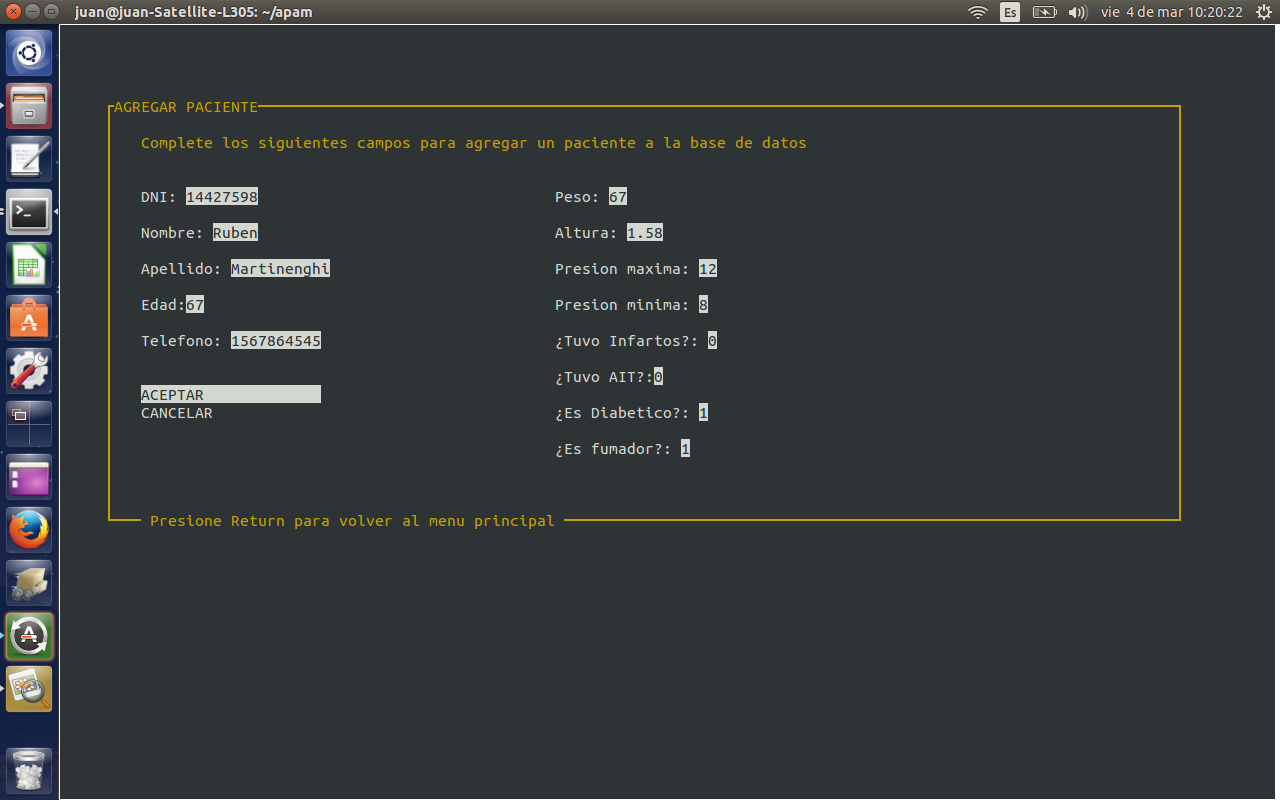 juan@juan-Satellite-L305: ~/apam
Es
vie 4 de mar 10:20:22
AGREGAR PACIENTE
Complete los siguientes campos para agregar un paciente a la base de datos
DNI: 14427598
Nombre: Ruben
Apellido: Martinenghi
Edad:67
Telefono: 1567864545
ACEPTAR
CANCELAR
Peso: 67
Altura: 1.58
Presion maxima: 12
Presion minima: 8
¿Tuvo Infartos?: 0
¿Tuvo AIT?:0
¿Es Diabetico?: 1
¿Es fumador?: 1
Presione Return para volver al menu principal